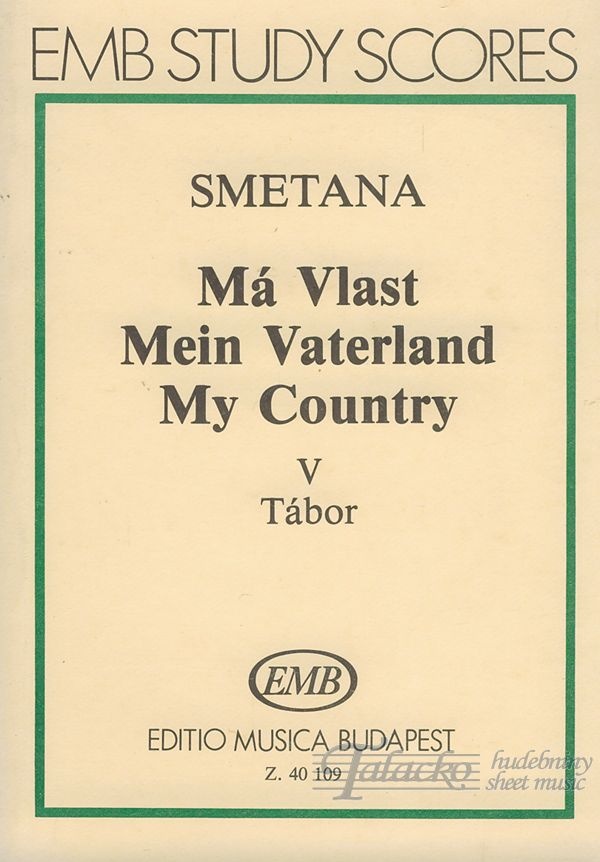 EMB STUDY SCORES
SMETANA
Má Vlast
Mein Vaterland
My Country
V
Tábor
EMB
EDITIO MUSICA BUDAPEST
Z. 40 109
Talacko hudebniny
sheet music